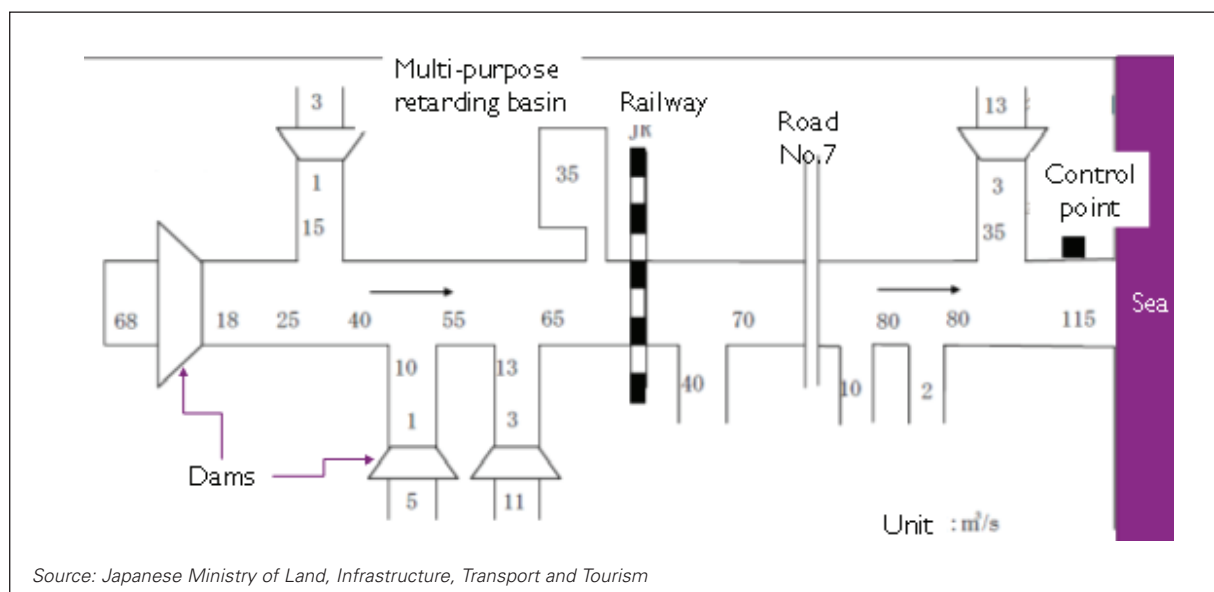 Multi-purpose
retarding basin
Railway
JR
Road
No.7
3
13
35
1
15
3
35
Control
point
68
18
25
40
55
65
70
80
80
115
Sea
10
13
40
10
2
1
3
Dams
5
11
Unit : m³/s
Source: Japanese Ministry of Land, Infrastructure, Transport and Tourism